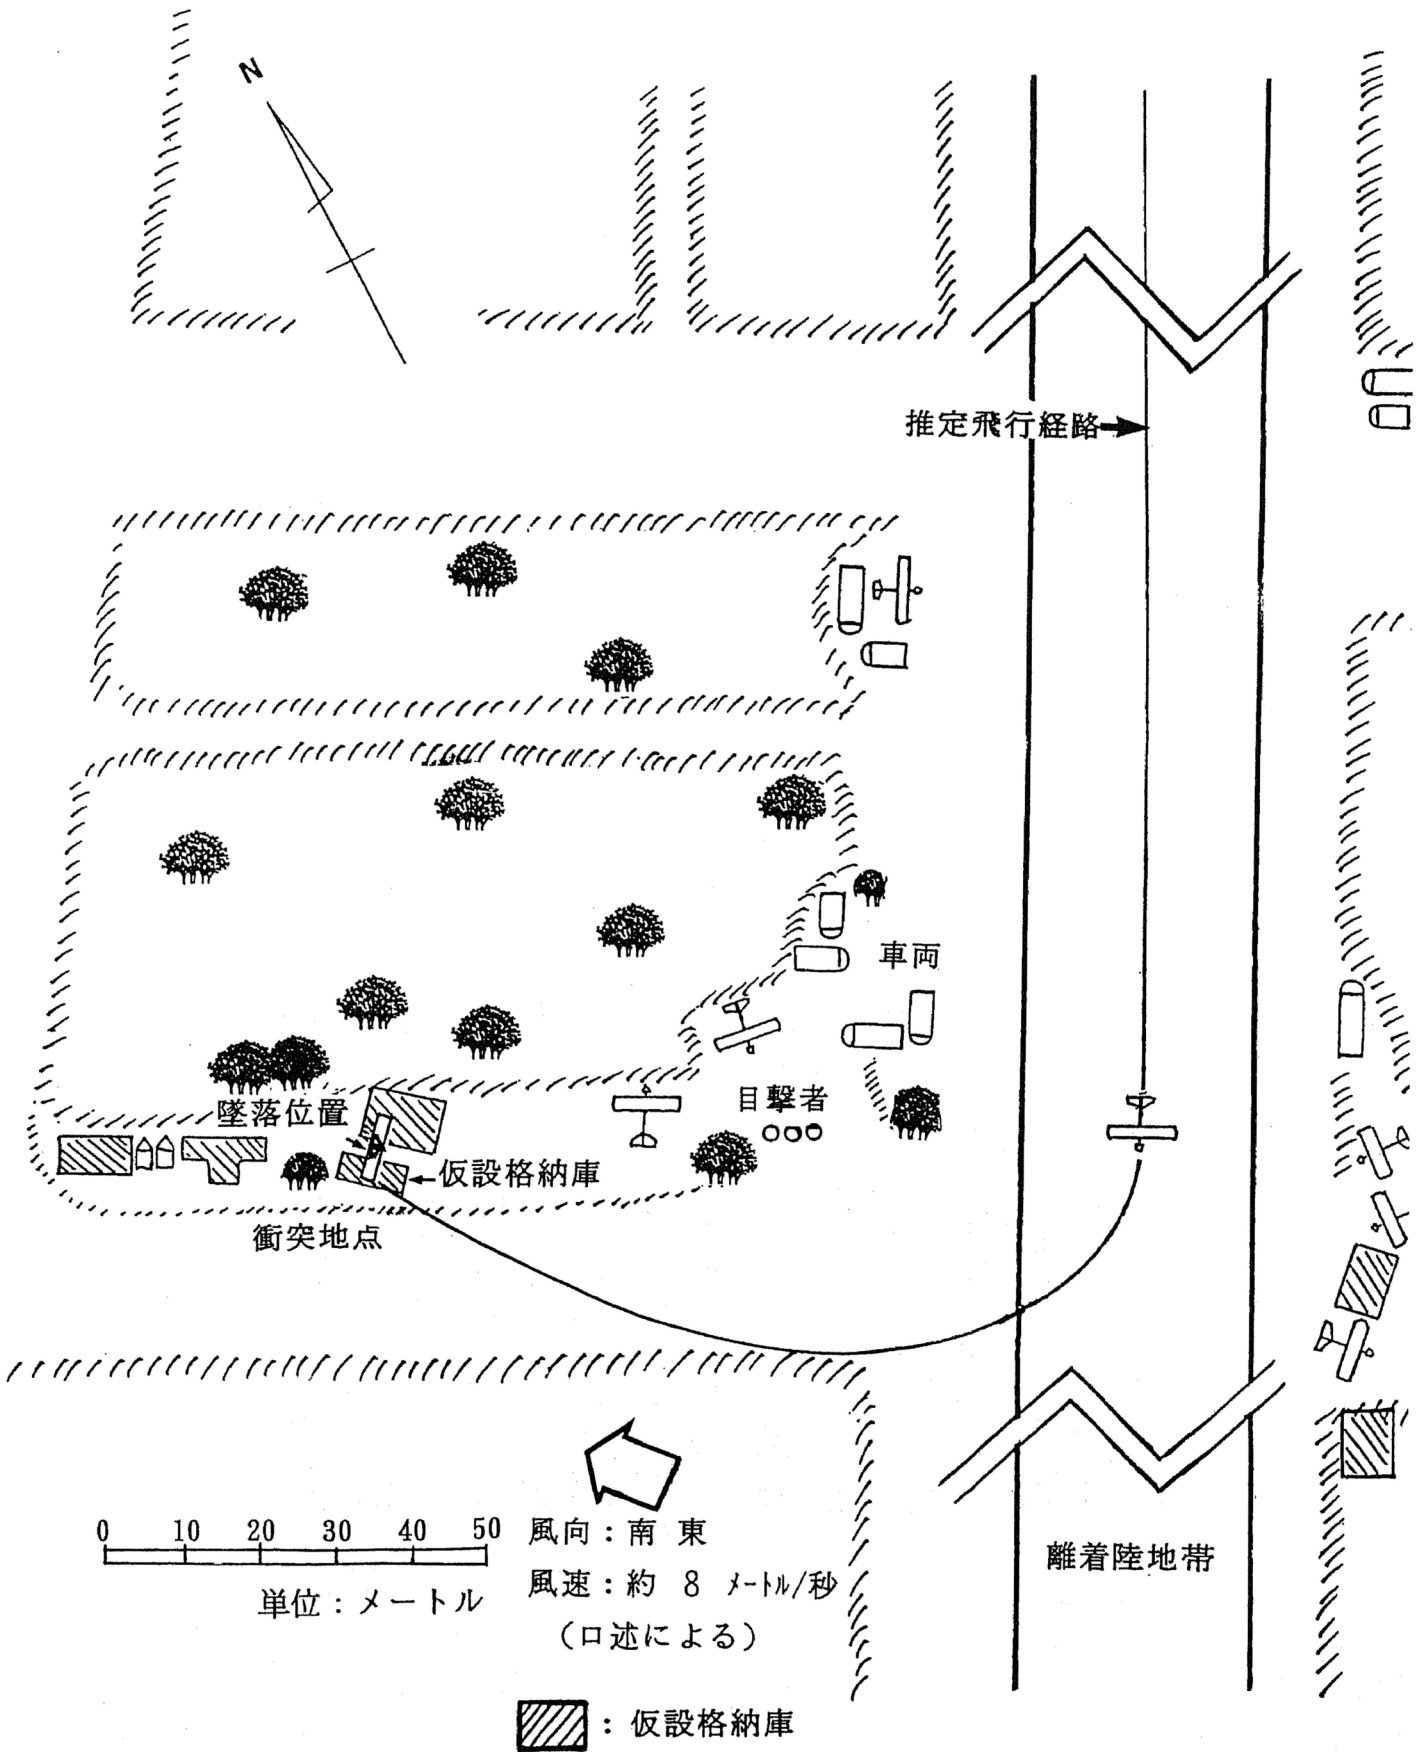 N
推定飛行経路
車両
目撃者
墜落位置
仮設格納庫
衝突地点
0 10 20 30 40 50
単位：メートル
風向：南東
風速：約 8 メートル/秒
（口述による）
離着陸地帯
：仮設格納庫